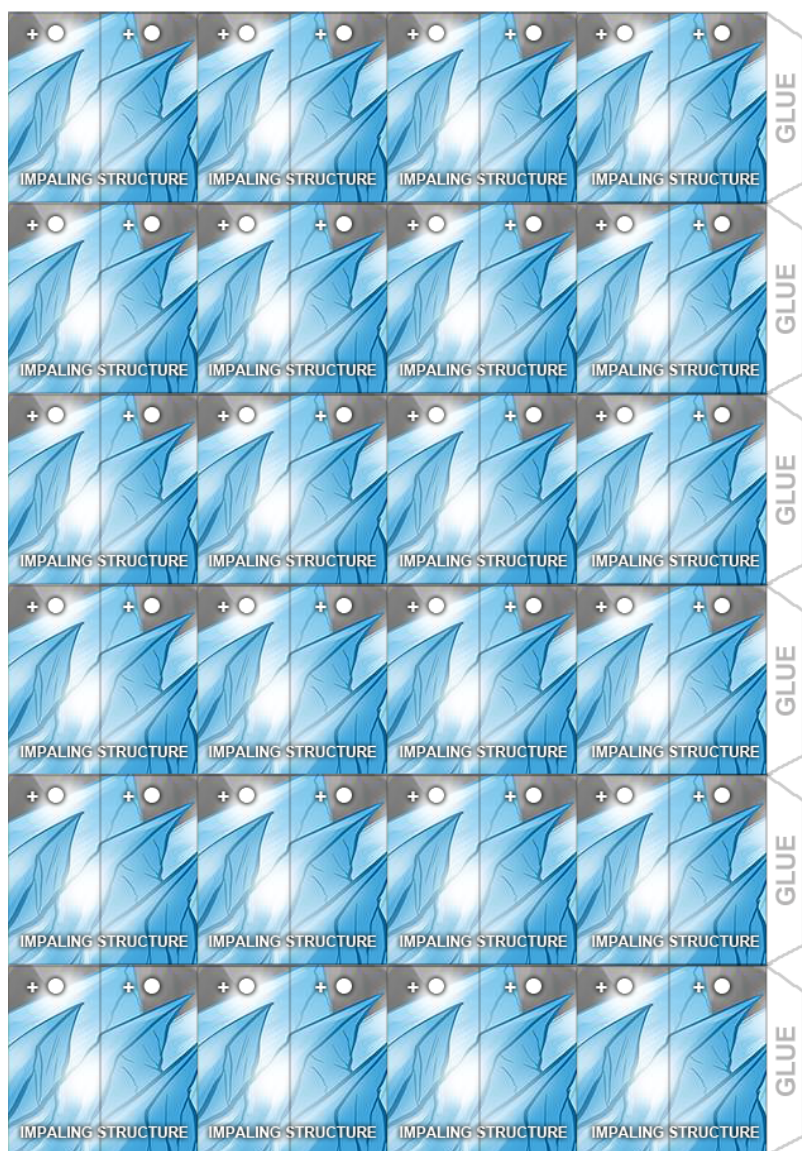 + + + + + + + +
IMPALING STRUCTURE IMPALING STRUCTURE IMPALING STRUCTURE IMPALING STRUCTURE GLUE
+ + + + + + + +
IMPALING STRUCTURE IMPALING STRUCTURE IMPALING STRUCTURE IMPALING STRUCTURE GLUE
+ + + + + + + +
IMPALING STRUCTURE IMPALING STRUCTURE IMPALING STRUCTURE IMPALING STRUCTURE GLUE
+ + + + + + + +
IMPALING STRUCTURE IMPALING STRUCTURE IMPALING STRUCTURE IMPALING STRUCTURE GLUE
+ + + + + + + +
IMPALING STRUCTURE IMPALING STRUCTURE IMPALING STRUCTURE IMPALING STRUCTURE GLUE
+ + + + + + + +
IMPALING STRUCTURE IMPALING STRUCTURE IMPALING STRUCTURE IMPALING STRUCTURE GLUE